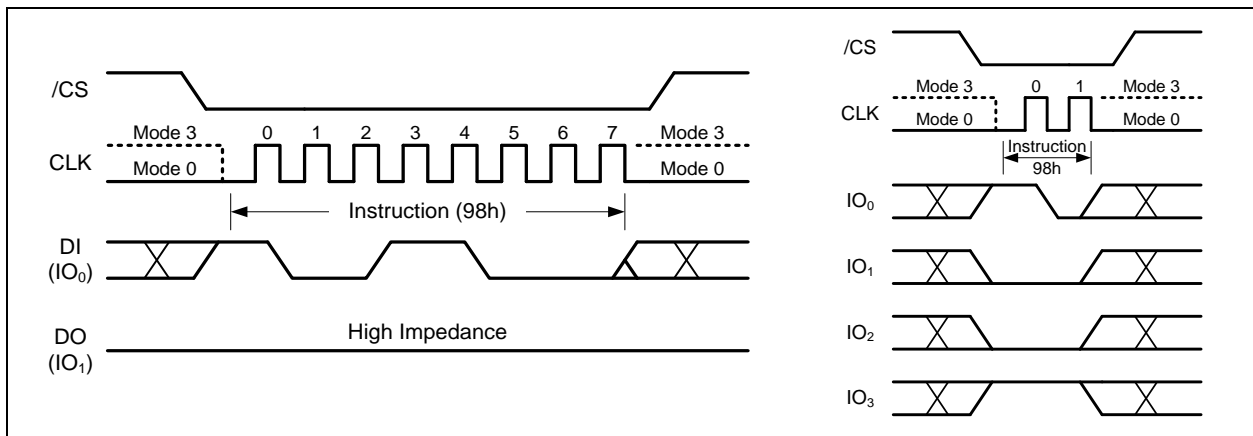 /CS
Mode 3 0 1 2 3 4 5 6 7 Mode 3
CLK
Mode 0 Mode 0
Instruction (98h)
DI
(IO₀)
High Impedance
DO
(IO₁)
/CS
Mode 3 0 1 Mode 3
CLK
Mode 0 Mode 0
Instruction
98h
IO₀
IO₁
IO₂
IO₃